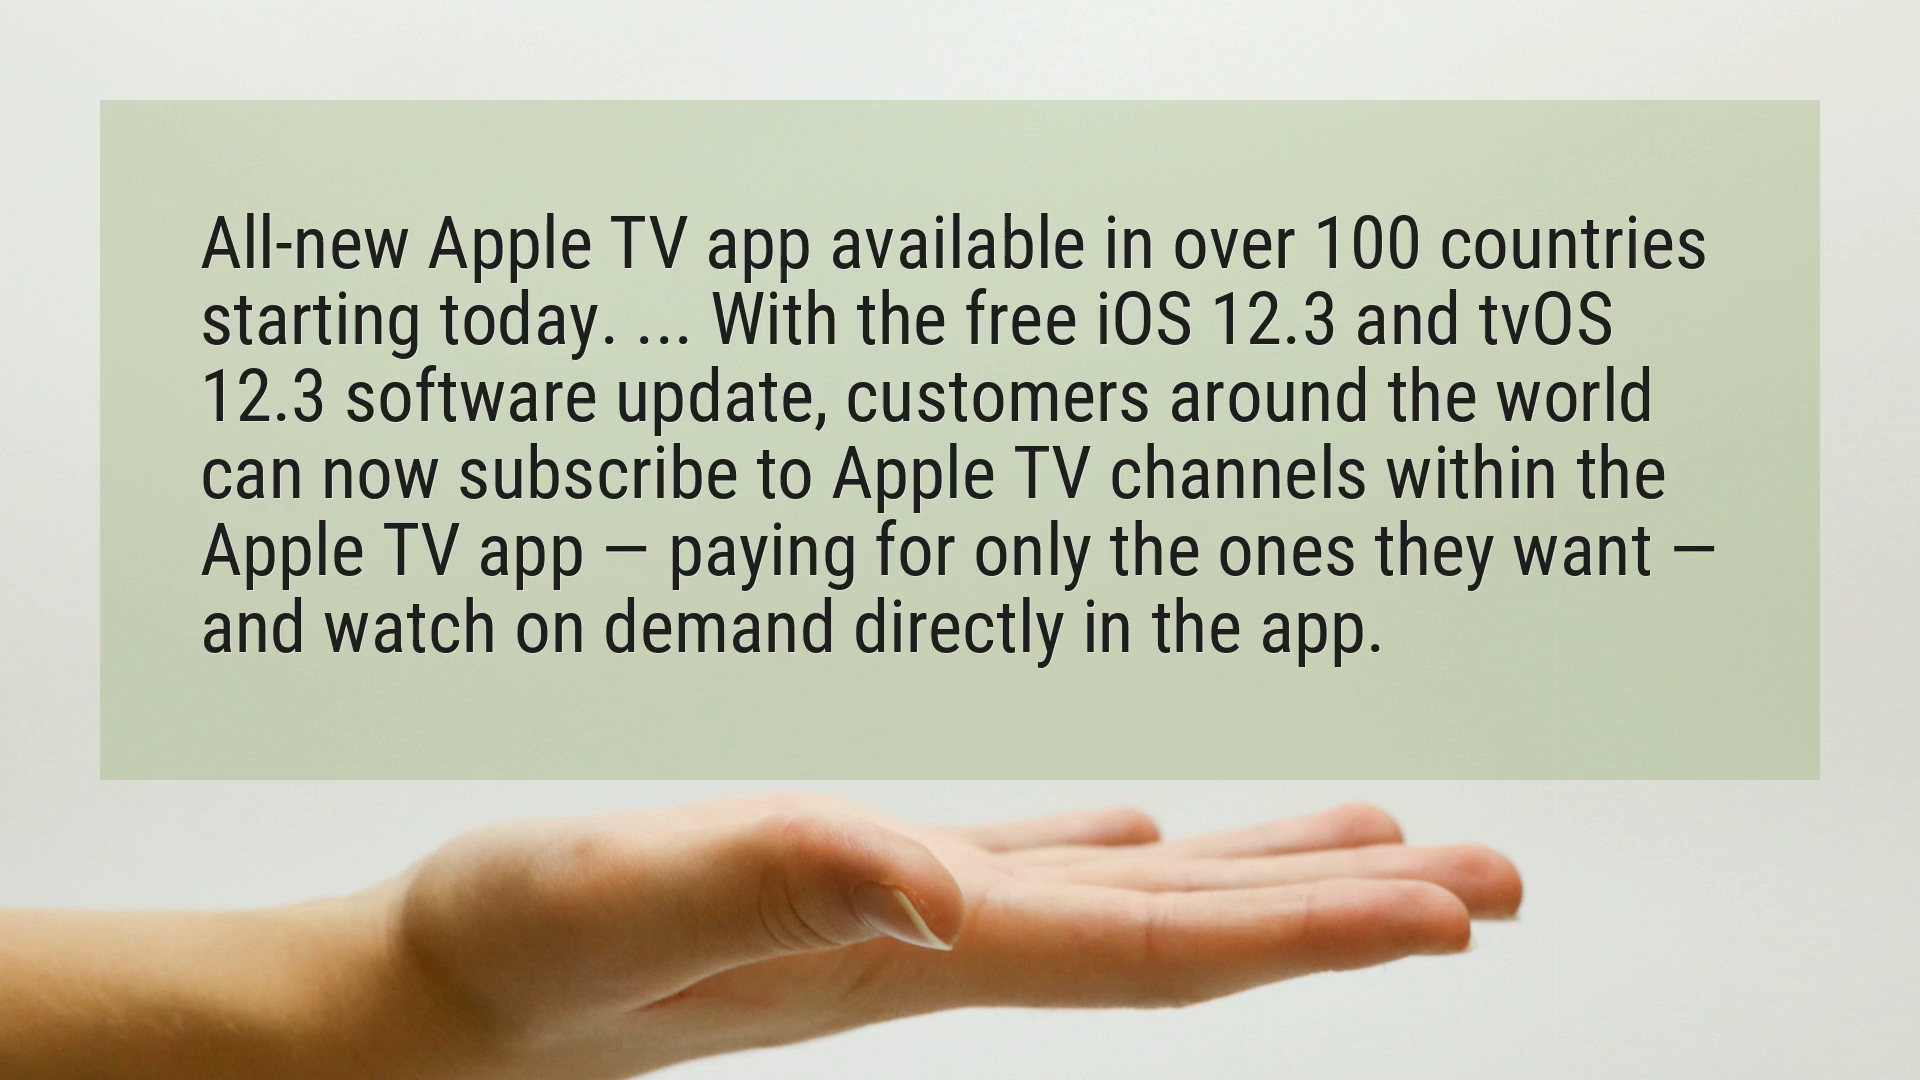 All-new Apple TV app available in over 100 countries
starting today. ... With the free iOS 12.3 and tvOS
12.3 software update, customers around the world
can now subscribe to Apple TV channels within the
Apple TV app — paying for only the ones they want —
and watch on demand directly in the app.